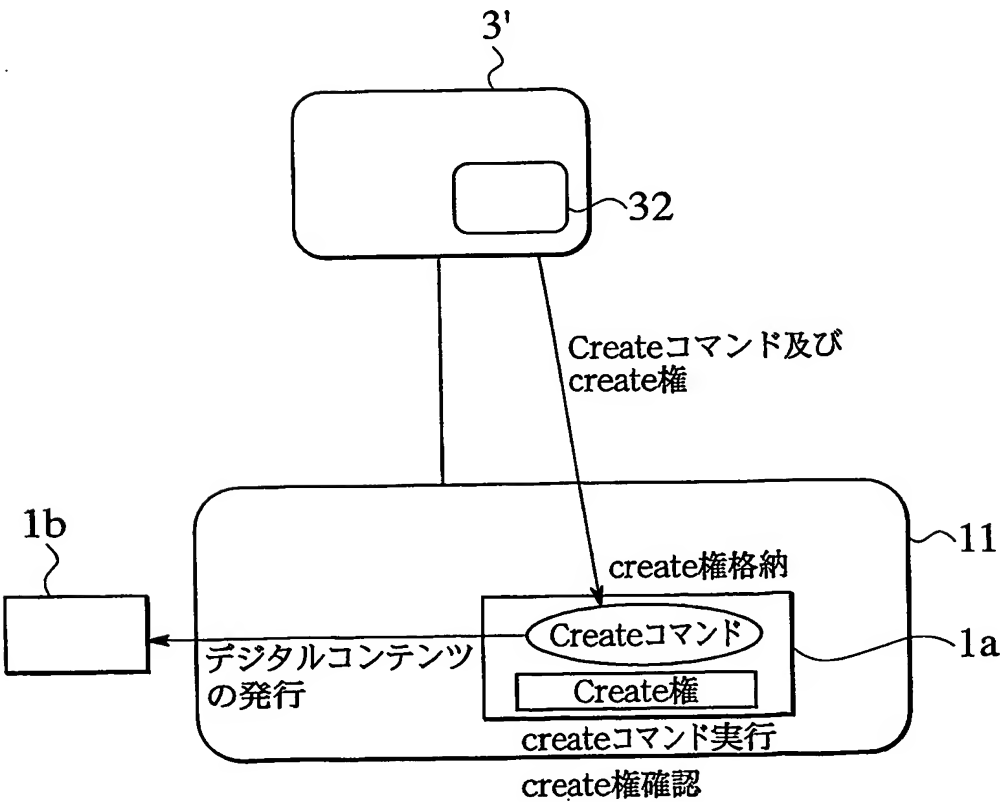 3'
32
Createコマンド及び
create権
1b
11
create権格納
Createコマンド
1a
デジタルコンテンツ
の発行
Create権
createコマンド実行
create権確認